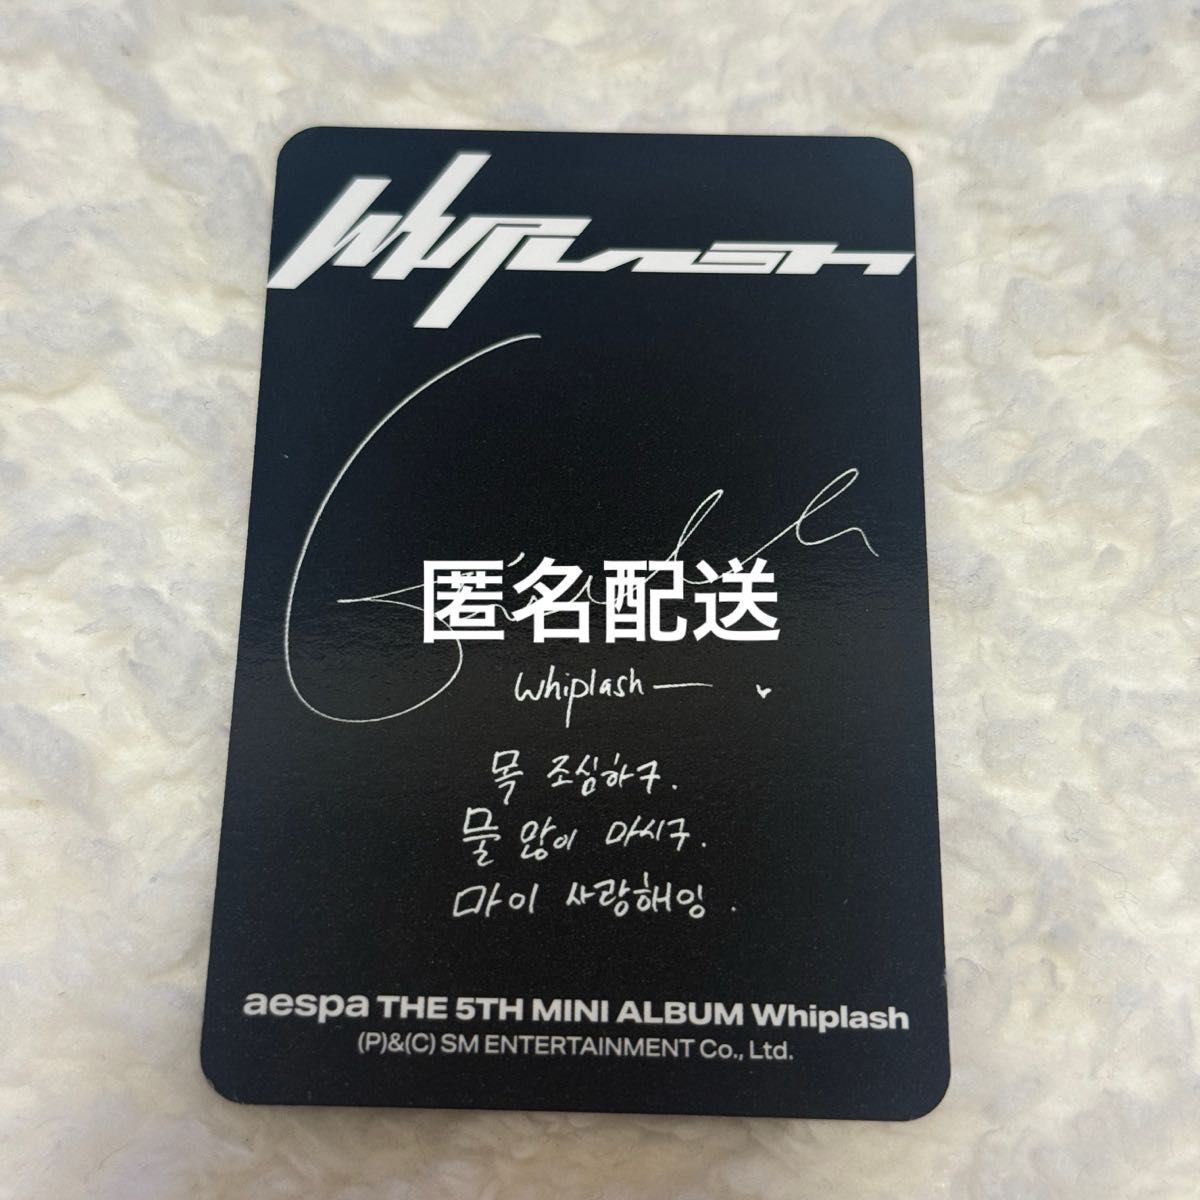 Whiplash
匿名配送
Whiplash
목 조심하구.
물 많이 마시구.
마이 사랑해잉.
aespa THE 5TH MINI ALBUM Whiplash
(P)&(C) SM ENTERTAINMENT Co., Ltd.